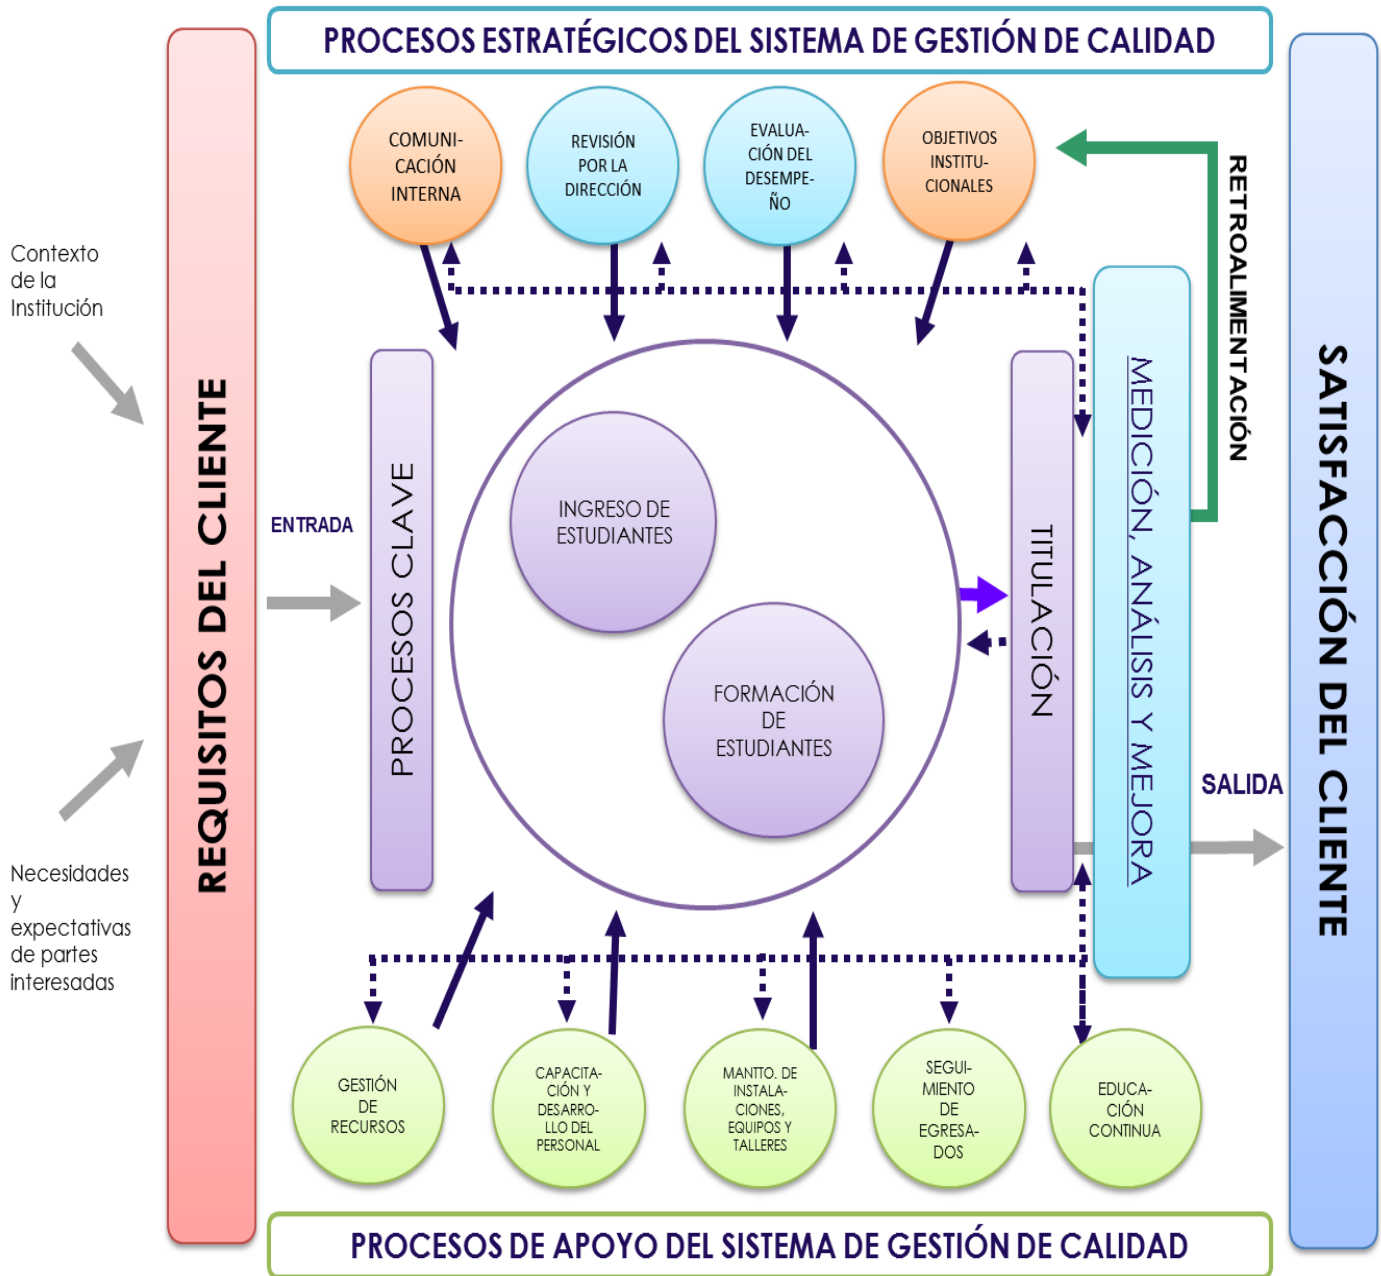 PROCESOS ESTRATÉGICOS DEL SISTEMA DE GESTIÓN DE CALIDAD
COMUNI-
CACIÓN
INTERNA
REVISIÓN
POR LA
DIRECCIÓN
EVALUA-
CIÓN DEL
DESEMPE-
ÑO
OBJETIVOS
INSTITU-
CIONALES
RETROALIMENTACIÓN
Contexto
de la
Institución
REQUISITOS DEL CLIENTE
ENTRADA
PROCESOS CLAVE
INGRESO DE
ESTUDIANTES
FORMACIÓN
DE
ESTUDIANTES
TITULACIÓN
MEDICIÓN, ANÁLISIS Y MEJORA
SALIDA
SATISFACCIÓN DEL CLIENTE
Necesidades
y
expectativas
de partes
interesadas
GESTIÓN
DE
RECURSOS
CAPACITA-
CIÓN Y
DESARRO-
LLO DEL
PERSONAL
MANTTO. DE
INSTALA-
CIONES,
EQUIPOS Y
TALLERES
SEGUI-
MIENTO
DE
EGRESA-
DOS
EDUCA-
CIÓN
CONTINUA
PROCESOS DE APOYO DEL SISTEMA DE GESTIÓN DE CALIDAD